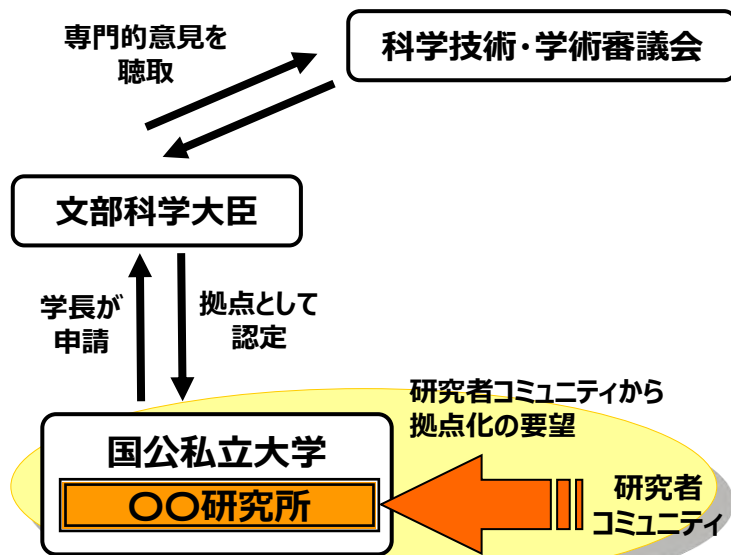 専門的意見を
聴取
科学技術・学術審議会
文部科学大臣
学長が
申請
拠点として
認定
研究者コミュニティから
拠点化の要望
国公私立大学
〇〇研究所
研究者
コミュニティ